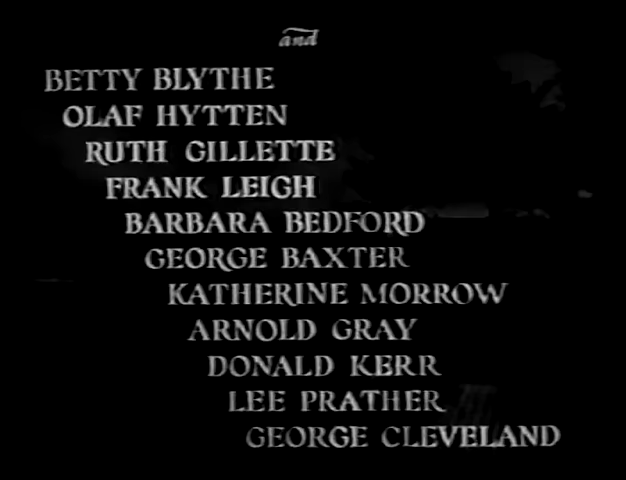 and
BETTY BLYTHE
OLAF HYTTEN
RUTH GILLETTE
FRANK LEIGH
BARBARA BEDFORD
GEORGE BAXTER
KATHERINE MORROW
ARNOLD GRAY
DONALD KERR
LEE PRATHER
GEORGE CLEVELAND